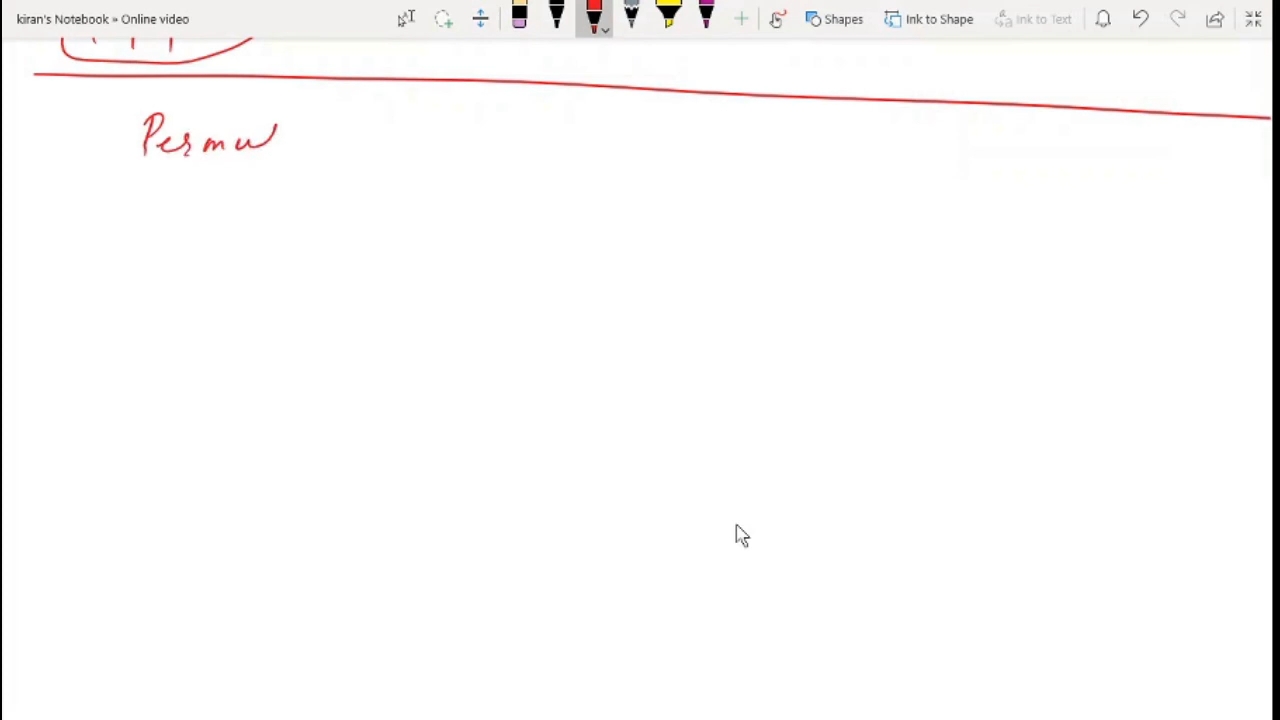 kiran's Notebook » Online video
Shapes
Ink to Shape
Ink to Text
Permu